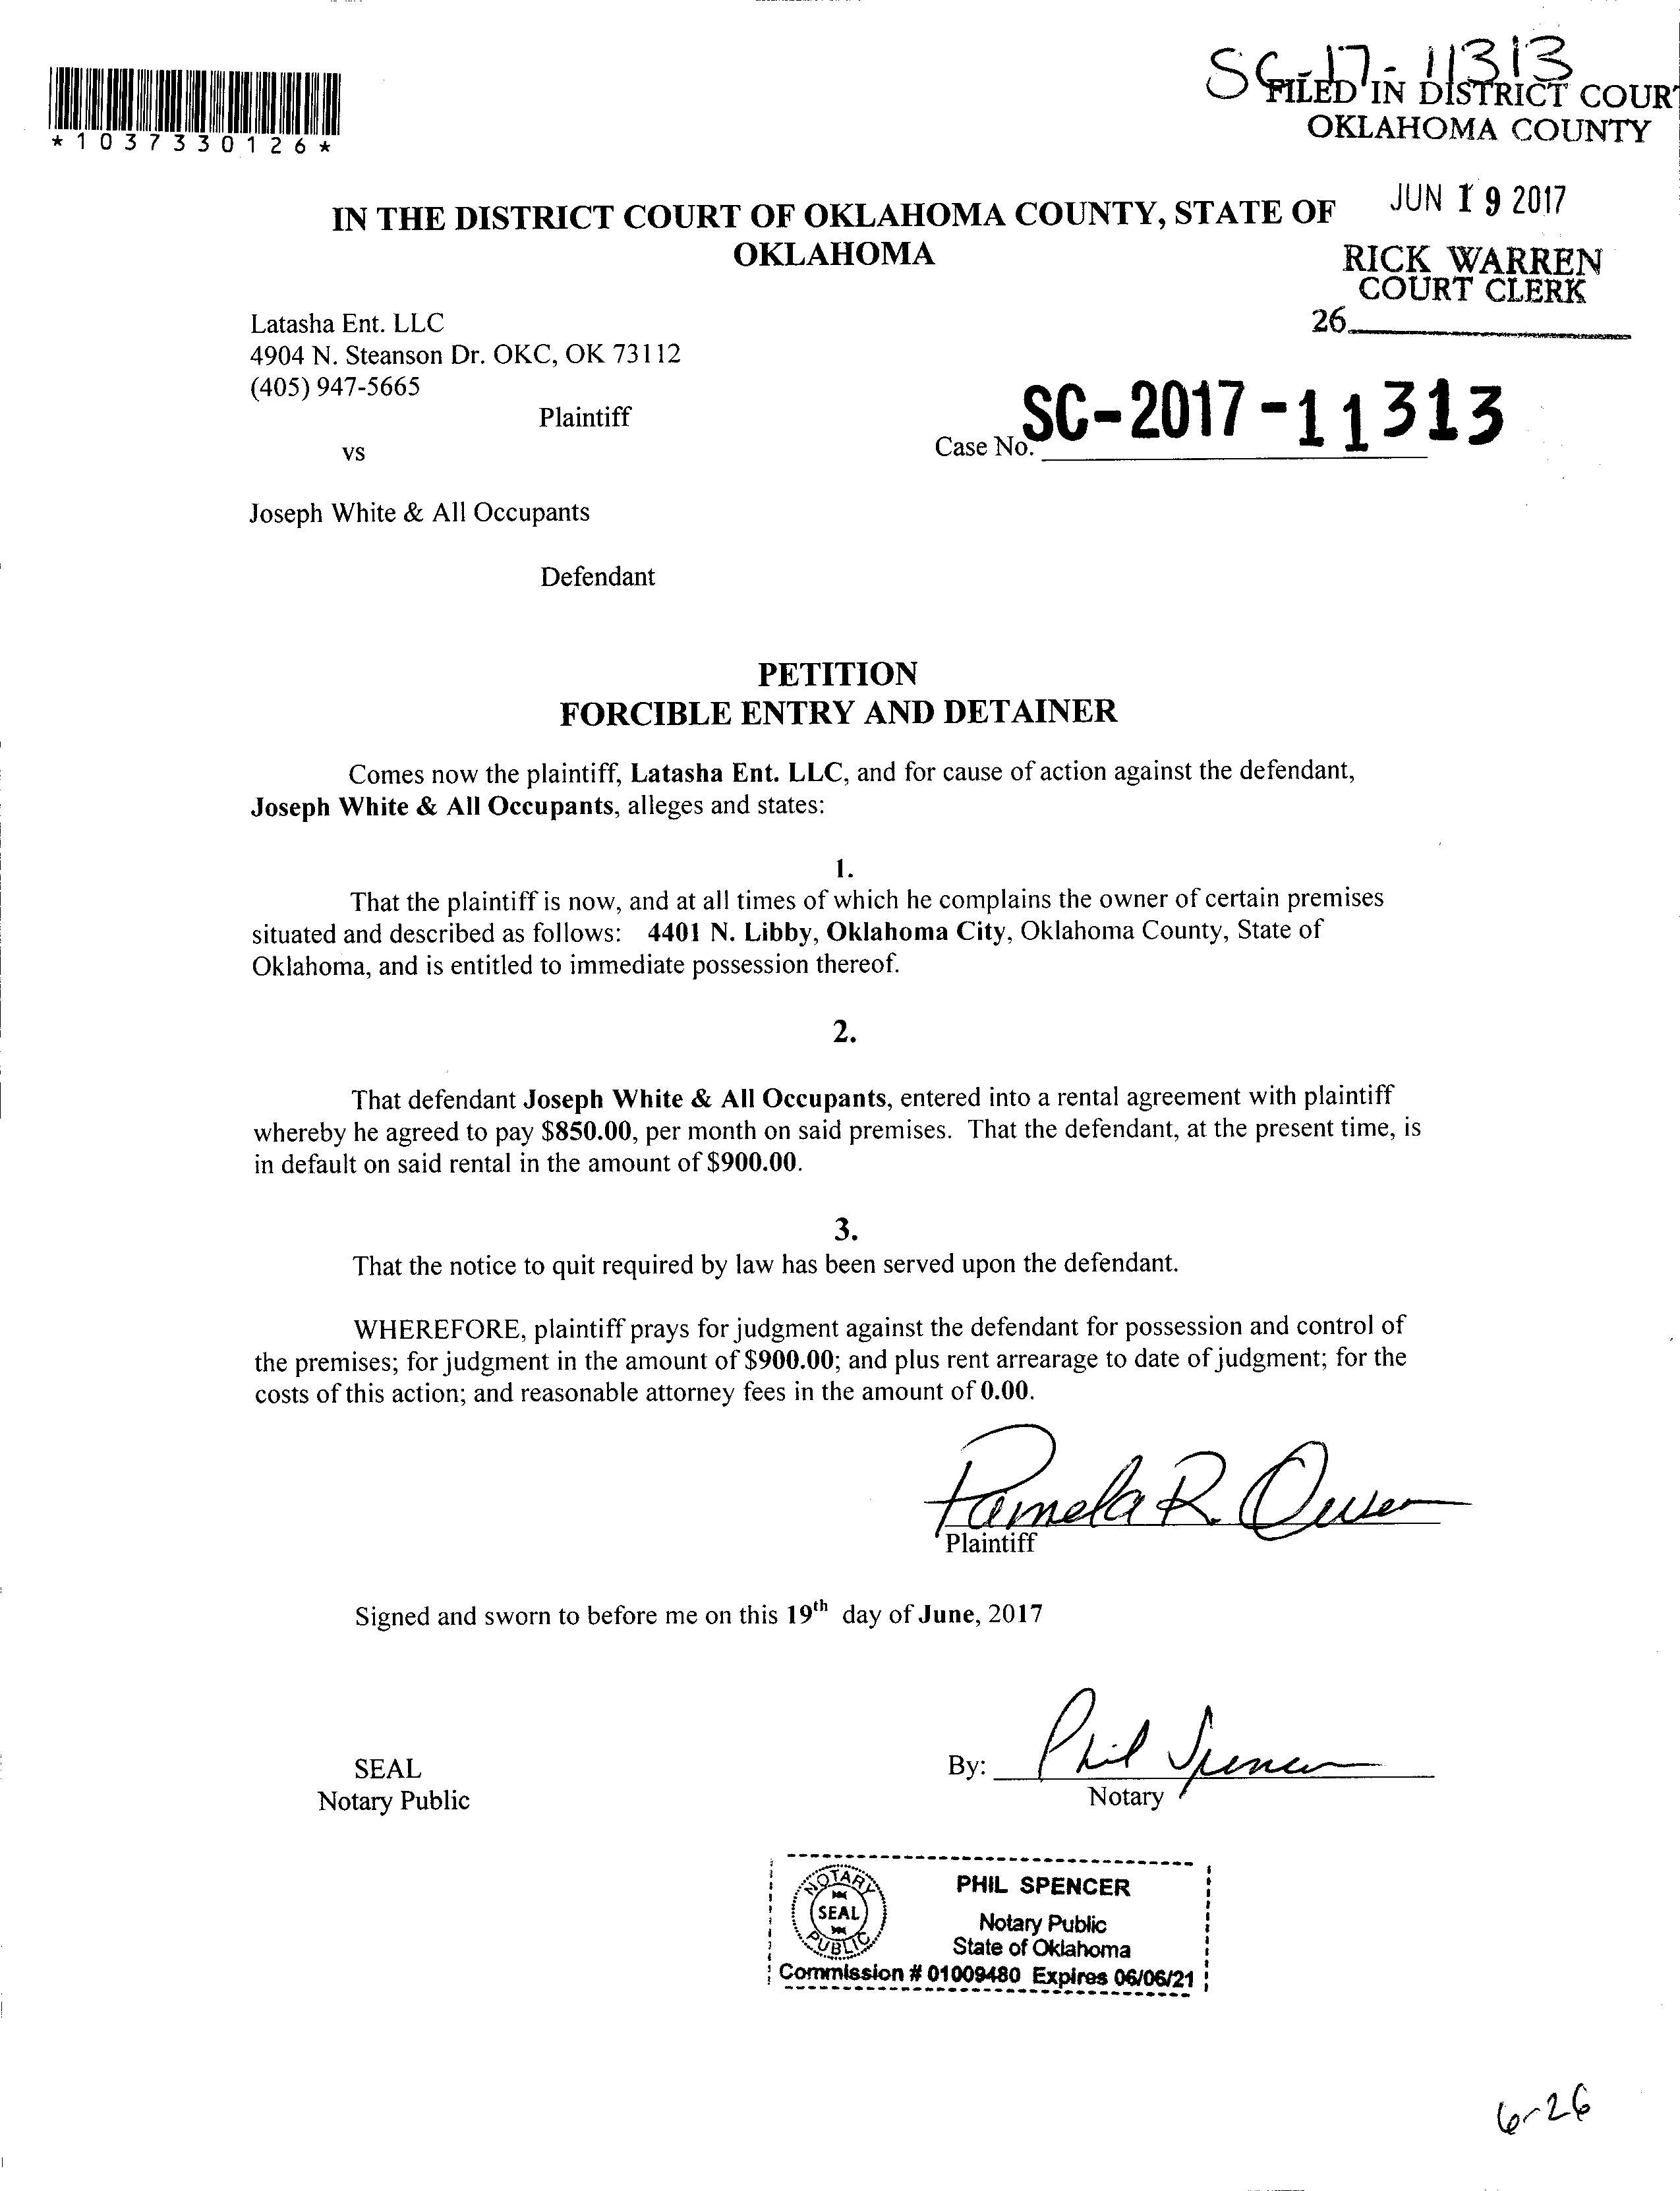 SC-17-11313
FILED IN DISTRICT COURT
OKLAHOMA COUNTY
*1037330126*
JUN 19 2017
IN THE DISTRICT COURT OF OKLAHOMA COUNTY, STATE OF
OKLAHOMA
RICK WARREN
COURT CLERK
26
Latasha Ent. LLC
4904 N. Steanson Dr. OKC, OK 73112
(405) 947-5665
Plaintiff
vs
Case No. SC-2017-11313
Joseph White & All Occupants
Defendant
PETITION
FORCIBLE ENTRY AND DETAINER
Comes now the plaintiff, Latasha Ent. LLC, and for cause of action against the defendant,
Joseph White & All Occupants, alleges and states:
1.
That the plaintiff is now, and at all times of which he complains the owner of certain premises
situated and described as follows: 4401 N. Libby, Oklahoma City, Oklahoma County, State of
Oklahoma, and is entitled to immediate possession thereof.
2.
That defendant Joseph White & All Occupants, entered into a rental agreement with plaintiff
whereby he agreed to pay $850.00, per month on said premises. That the defendant, at the present time, is
in default on said rental in the amount of $900.00.
3.
That the notice to quit required by law has been served upon the defendant.
WHEREFORE, plaintiff prays for judgment against the defendant for possession and control of
the premises; for judgment in the amount of $900.00; and plus rent arrearage to date of judgment; for the
costs of this action; and reasonable attorney fees in the amount of 0.00.
Pamela R. Owen
Plaintiff
Signed and sworn to before me on this 19th day of June, 2017
SEAL
Notary Public
By: Phil Spencer
Notary
NOTARY PUBLIC
SEAL
PHIL SPENCER
Notary Public
State of Oklahoma
Commission # 01009480 Expires 06/06/21
6-26